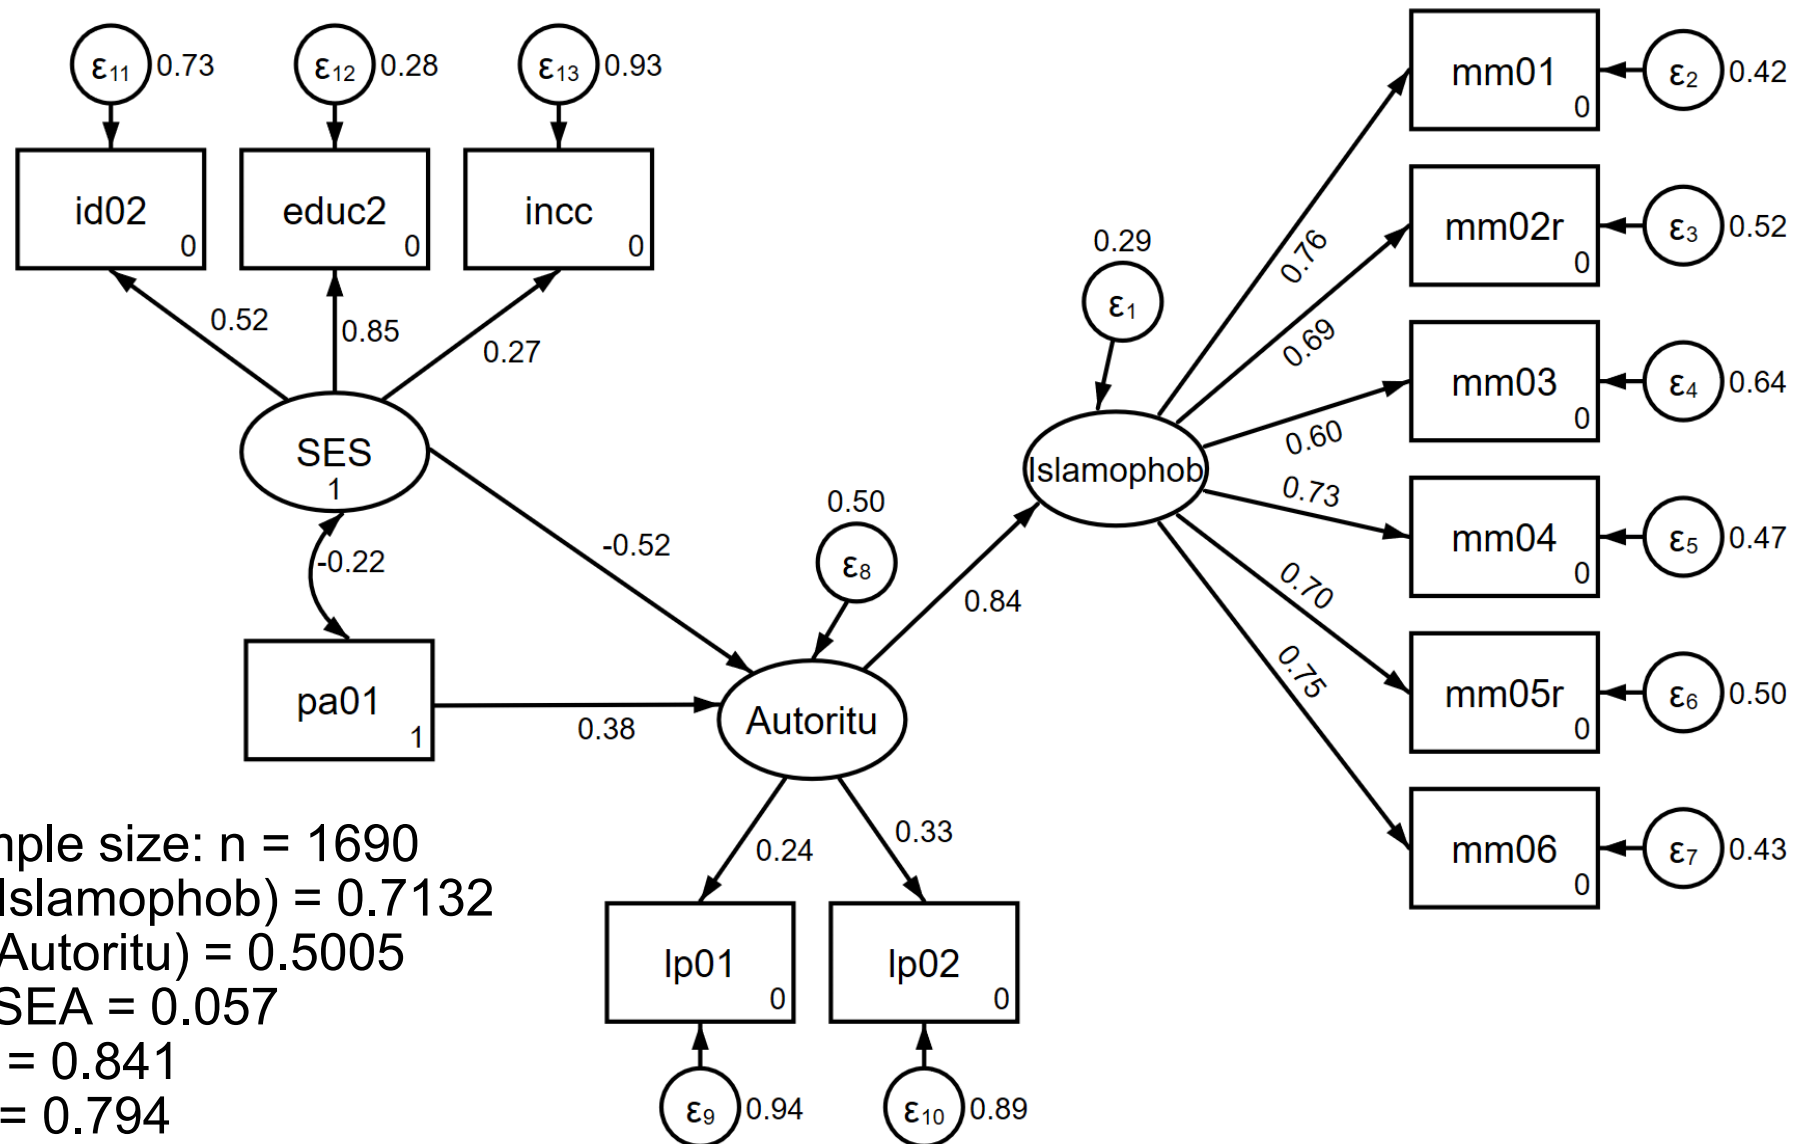 ε11 0.73
ε12 0.28
ε13 0.93
id02 0
educ2 0
incc 0
0.52
0.85
0.27
SES
1
-0.22
pa01
1
-0.52
0.38
0.50
ε8
Autoritu
0.84
0.24
0.33
lp01 0
lp02 0
ε9 0.94
ε10 0.89
0.29
ε1
Islamophob
0.76
0.69
0.60
0.73
0.70
0.75
mm01 0
ε2 0.42
mm02r 0
ε3 0.52
mm03 0
ε4 0.64
mm04 0
ε5 0.47
mm05r 0
ε6 0.50
mm06 0
ε7 0.43
mple size: n = 1690
Islamophob) = 0.7132
Autoritu) = 0.5005
SEA = 0.057
= 0.841
= 0.794